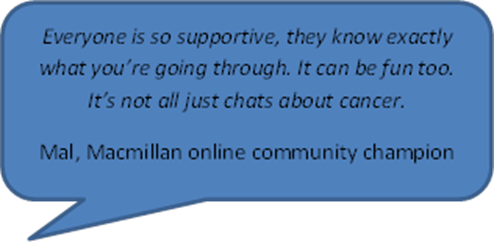 Everyone is so supportive, they know exactly
what you’re going through. It can be fun too.
It’s not all just chats about cancer.
Mal, Macmillan online community champion